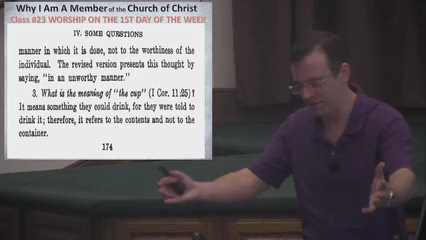 Why I Am A Member of the Church of Christ
Class #23 WORSHIP ON THE 1ST DAY OF THE WEEK
IV. SOME QUESTIONS
manner in which it is done, not to the worthiness of the
individual. The revised version presents this thought by
saying, "in an unworthy manner."
3. What is the meaning of "the cup" (I Cor. 11:25)?
It means something they could drink, for they were told to
drink it; therefore, it refers to the contents and not to the
container.
174